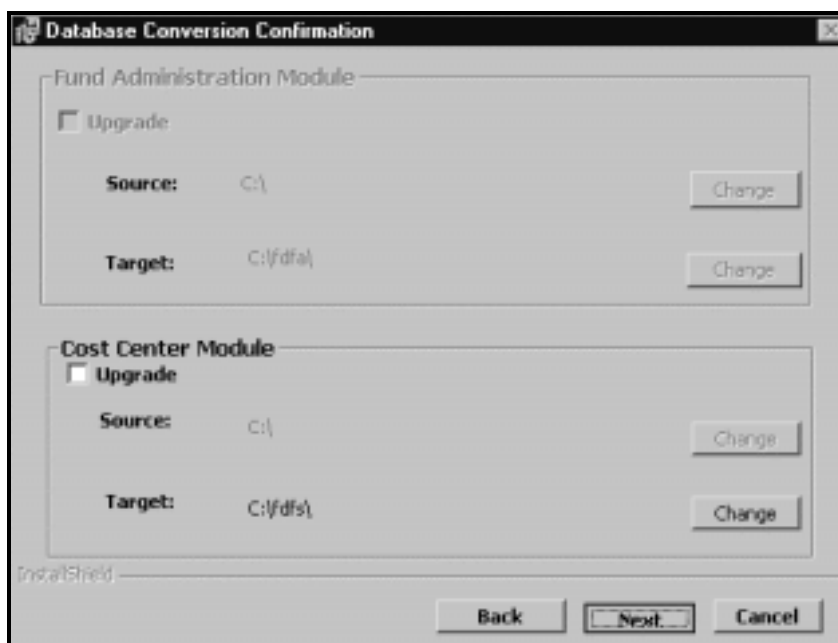 Database Conversion Confirmation
Fund Administration Module
Upgrade
Source: C:\ Change
Target: C:\fdfa\ Change
Cost Center Module
Upgrade
Source: C:\ Change
Target: C:\fdfs\ Change
InstallShield
Back Next Cancel